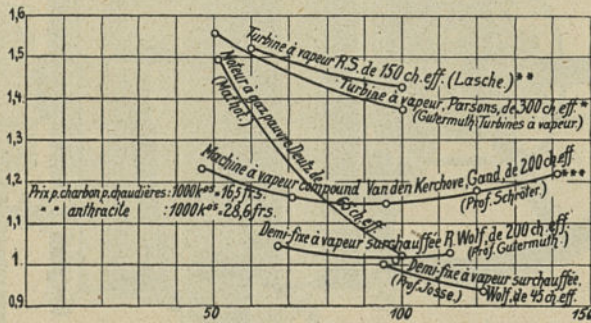 1,6
1,5
1,4
1,3
1,2
1,1
1,0
0,9
Turbine à vapeur R.S. de 150 ch. eff. (Lasche.) **
Turbine à vapeur, Parsons, de 300 ch. eff. *
(Gutermuth: Turbines à vapeur.)
Moteur à gaz pauvre Deutz de 65 ch. eff.
(Mathot.)
Machine à vapeur compound Van den Kerchove, Gand, de 200 ch. eff. ***
(Prof. Schröter.)
Prix p. charbon p. chaudières: 1000 kos = 16,5 frs.
" " anthracite : 1000 kos = 28,6 frs.
Demi-fixe à vapeur surchauffée R. Wolf, de 200 ch. eff.
(Prof. Gutermuth.)
Demi-fixe à vapeur surchauffée.
(Prof. Josse.) Wolf, de 45 ch. eff.
50 100 150